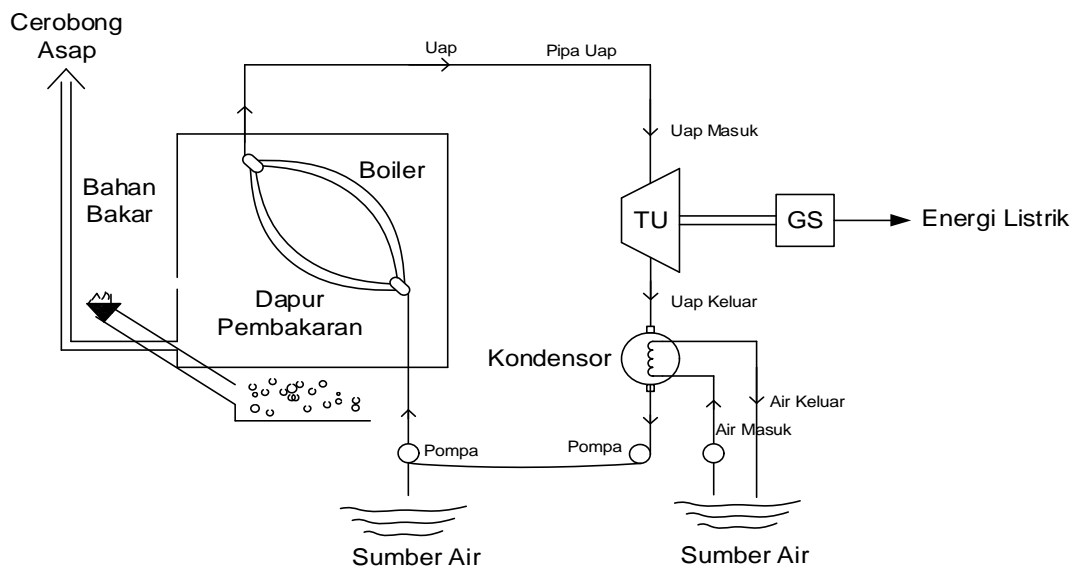 Cerobong
Asap
Uap
Pipa Uap
Uap Masuk
Boiler
Bahan
Bakar
TU
GS
Energi Listrik
Dapur
Pembakaran
Uap Keluar
Kondensor
Air Keluar
Air Masuk
Pompa
Pompa
Sumber Air
Sumber Air